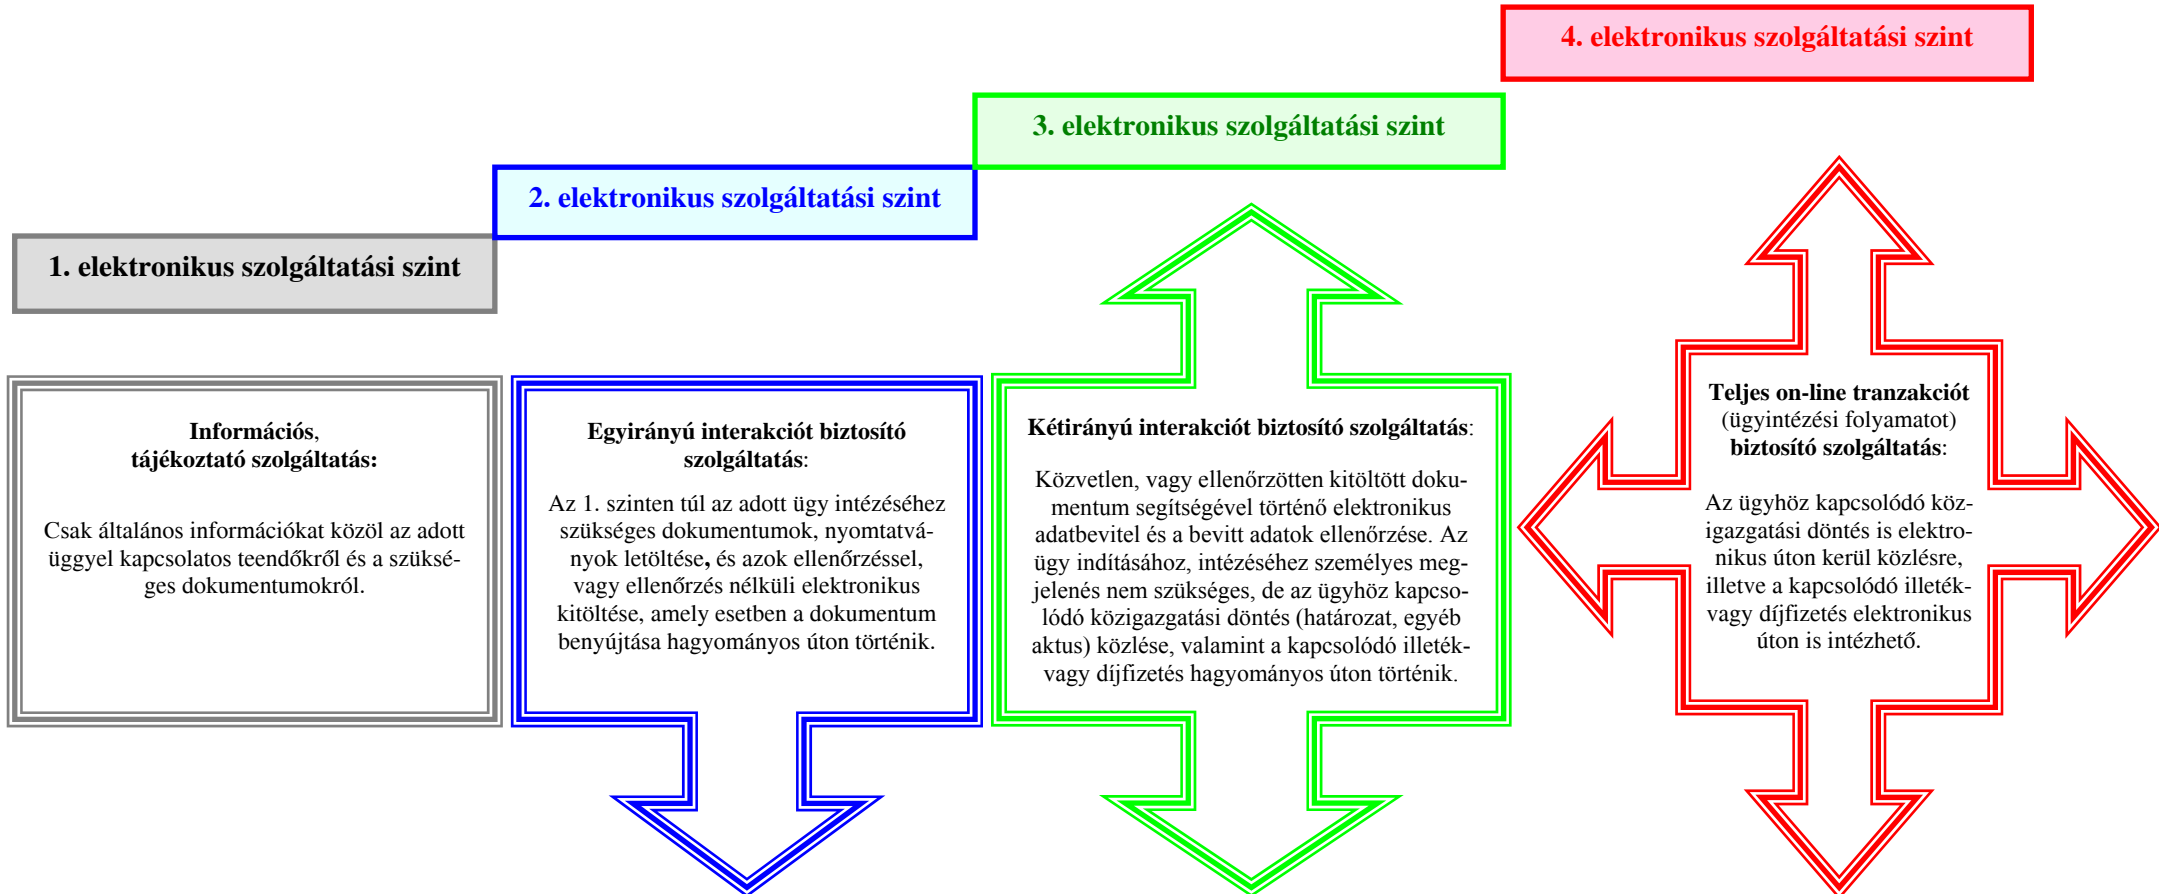 4. elektronikus szolgáltatási szint
3. elektronikus szolgáltatási szint
2. elektronikus szolgáltatási szint
1. elektronikus szolgáltatási szint
Információs,
tájékoztató szolgáltatás:
Csak általános információkat közöl az adott
üggyel kapcsolatos teendőkről és a szüksé-
ges dokumentumokról.
Egyirányú interakciót biztosító
szolgáltatás:
Az 1. szinten túl az adott ügy intézéséhez
szükséges dokumentumok, nyomtatvá-
nyok letöltése, és azok ellenőrzéssel,
vagy ellenőrzés nélküli elektronikus
kitöltése, amely esetben a dokumentum
benyújtása hagyományos úton történik.
Kétirányú interakciót biztosító szolgáltatás:
Közvetlen, vagy ellenőrzötten kitöltött doku-
mentum segítségével történő elektronikus
adatbevitel és a bevitt adatok ellenőrzése. Az
ügy indításához, intézéséhez személyes meg-
jelenés nem szükséges, de az ügyhöz kapcso-
lódó közigazgatási döntés (határozat, egyéb
aktus) közlése, valamint a kapcsolódó illeték-
vagy díjfizetés hagyományos úton történik.
Teljes on-line tranzakciót
(ügyintézési folyamatot)
biztosító szolgáltatás:
Az ügyhöz kapcsolódó köz-
igazgatási döntés is elektro-
nikus úton kerül közlésre,
illetve a kapcsolódó illeték-
vagy díjfizetés elektronikus
úton is intézhető.